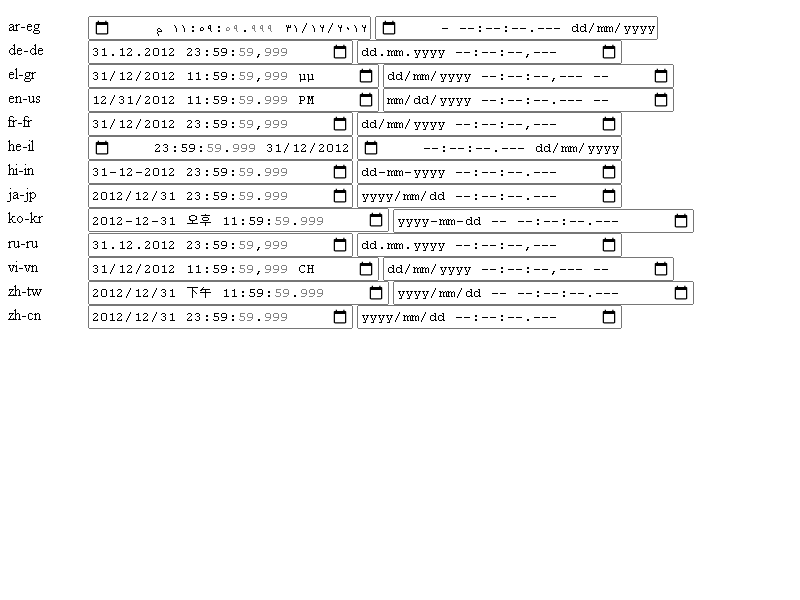 ar-eg ٣١/١٢/٢٠١٢ ١١:٥٩:٥٩.٩٩٩ م dd/mm/yyyy --:--:--.--- -
de-de 31.12.2012 23:59:59,999 dd.mm.yyyy --:--:--,---
el-gr 31/12/2012 11:59:59,999 μμ dd/mm/yyyy --:--:--,--- --
en-us 12/31/2012 11:59:59.999 PM mm/dd/yyyy --:--:--.--- --
fr-fr 31/12/2012 23:59:59,999 dd/mm/yyyy --:--:--,---
he-il 23:59:59.999 31/12/2012 --:--:--.--- dd/mm/yyyy
hi-in 31-12-2012 23:59:59.999 dd-mm-yyyy --:--:--.---
ja-jp 2012/12/31 23:59:59.999 yyyy/mm/dd --:--:--.---
ko-kr 2012-12-31 오후 11:59:59.999 yyyy-mm-dd -- --:--:--.---
ru-ru 31.12.2012 23:59:59,999 dd.mm.yyyy --:--:--,---
vi-vn 31/12/2012 11:59:59,999 CH dd/mm/yyyy --:--:--,--- --
zh-tw 2012/12/31 下午 11:59:59.999 yyyy/mm/dd -- --:--:--.---
zh-cn 2012/12/31 23:59:59.999 yyyy/mm/dd --:--:--.---